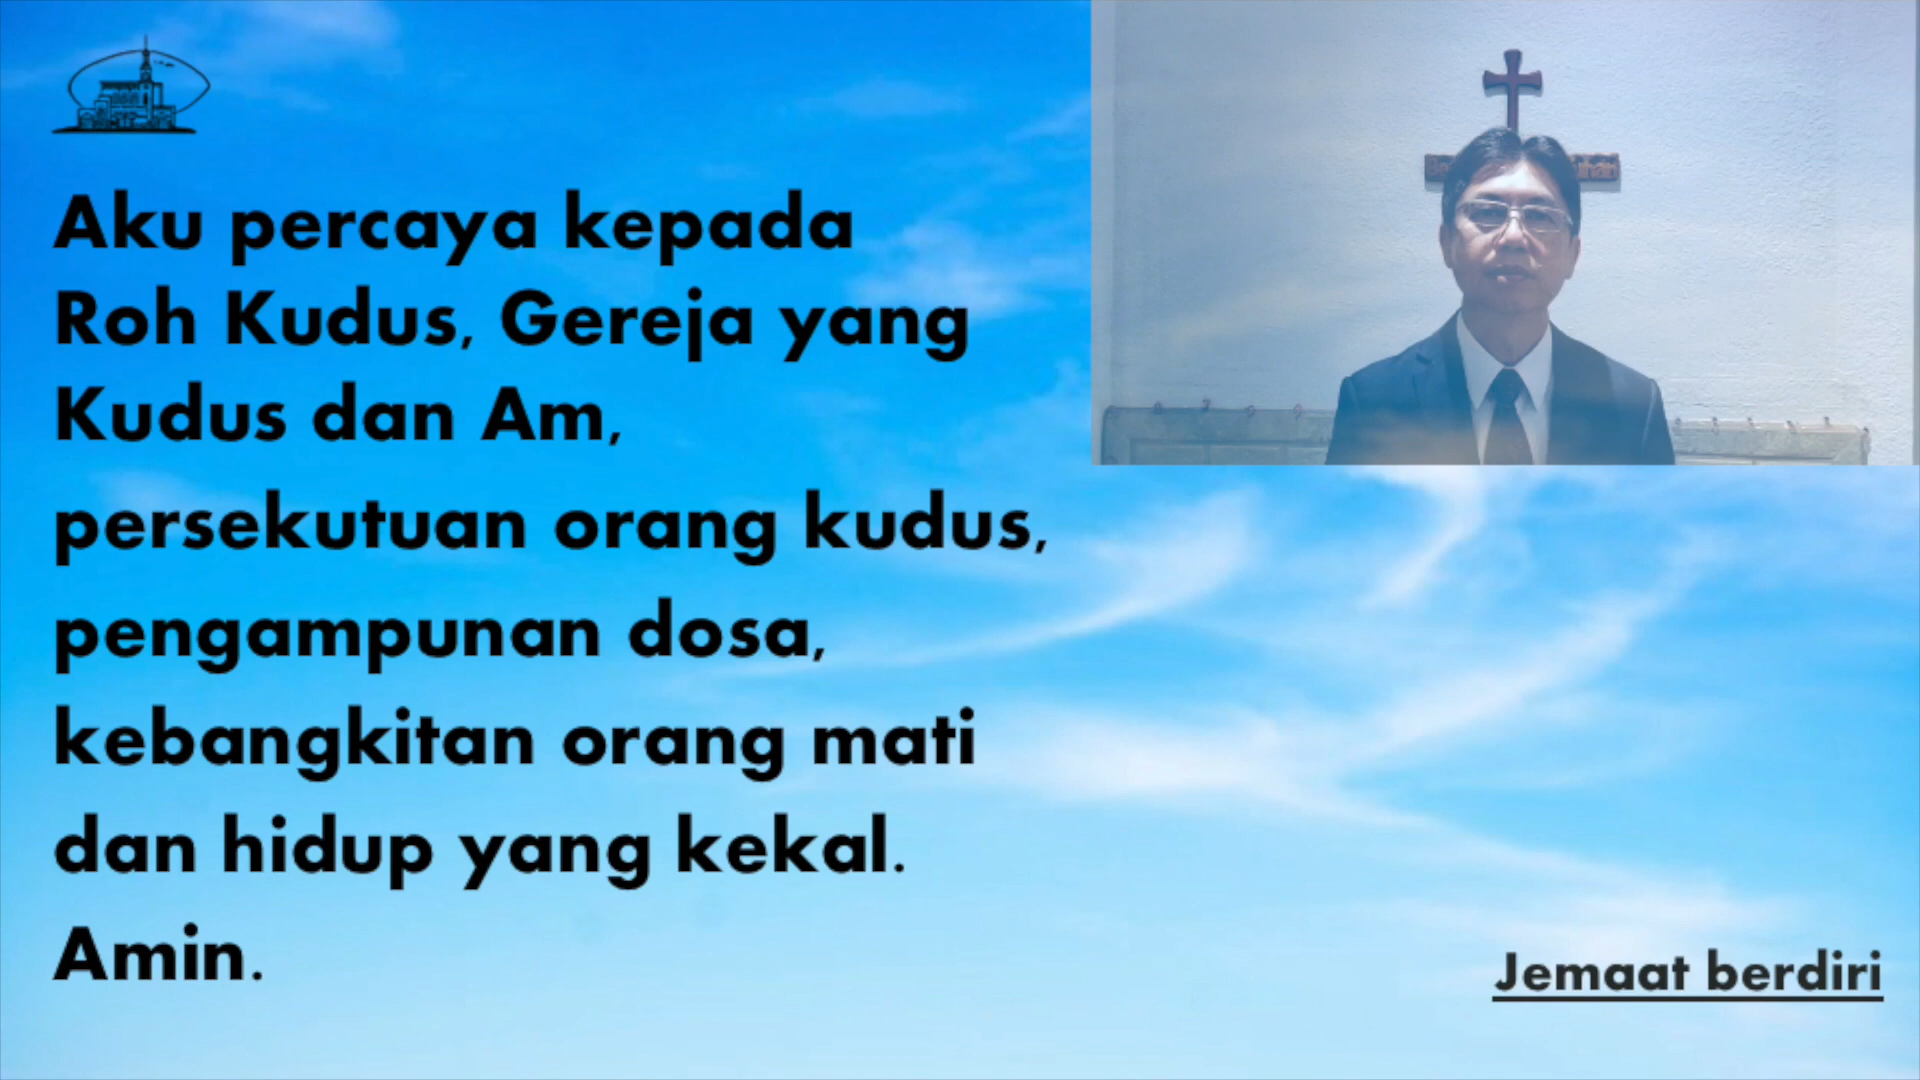 Aku percaya kepada
Roh Kudus, Gereja yang
Kudus dan Am,
persekutuan orang kudus,
pengampunan dosa,
kebangkitan orang mati
dan hidup yang kekal.
Amin.
Jemaat berdiri